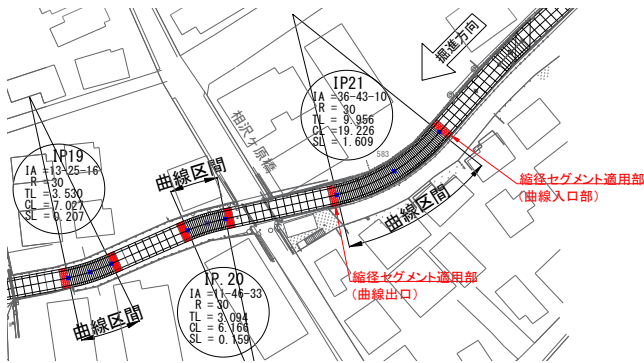 掘進方向
IP21
IA =36-43-10
R = 30
TL = 9.956
CL =19.226
SL = 1.609
相沢ヶ原橋
583
IP19
IA =13-25-16
R =30
TL = 3.530
CL = 7.027
SL = 0.207
曲線区間
縮径セグメント適用部
(曲線入口部)
曲線区間
IP.20
IA =11-46-33
R = 30
TL = 3.094
CL = 6.166
SL = 0.159
縮径セグメント適用部
(曲線出口)
曲線区間